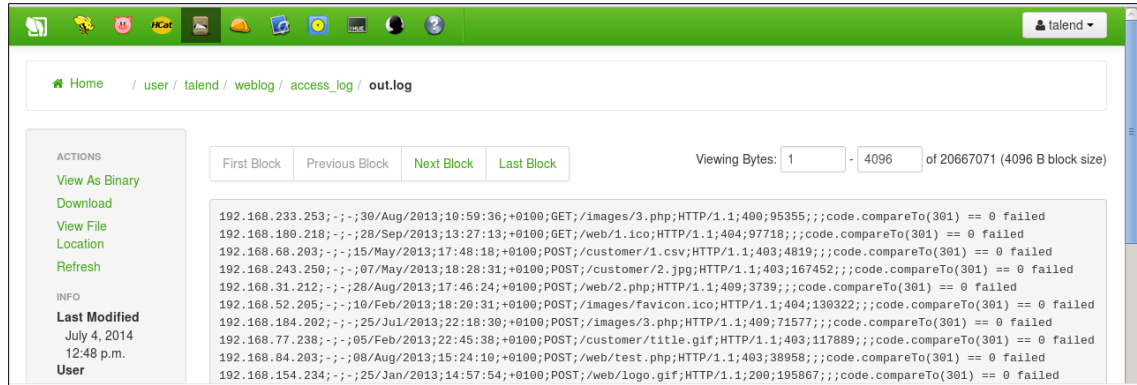 HCat
HUE
?
talend
Home / user / talend / weblog / access_log / out.log
ACTIONS
View As Binary
Download
View File
Location
Refresh
INFO
Last Modified
July 4, 2014
12:48 p.m.
User
First Block Previous Block Next Block Last Block
Viewing Bytes: 1 - 4096 of 20667071 (4096 B block size)
192.168.233.253;-;-;30/Aug/2013;10:59:36;+0100;GET;/images/3.php;HTTP/1.1;400;95355;;;code.compareTo(301) == 0 failed
192.168.180.218;-;-;28/Sep/2013;13:27:13;+0100;GET;/web/1.ico;HTTP/1.1;404;97718;;;code.compareTo(301) == 0 failed
192.168.68.203;-;-;15/May/2013;17:48:18;+0100;POST;/customer/1.csv;HTTP/1.1;403;4819;;;code.compareTo(301) == 0 failed
192.168.243.250;-;-;07/May/2013;18:28:31;+0100;POST;/customer/2.jpg;HTTP/1.1;403;167452;;;code.compareTo(301) == 0 failed
192.168.31.212;-;-;28/Aug/2013;17:46:24;+0100;POST;/web/2.php;HTTP/1.1;409;3739;;;code.compareTo(301) == 0 failed
192.168.52.205;-;-;10/Feb/2013;18:20:31;+0100;POST;/images/favicon.ico;HTTP/1.1;404;130322;;;code.compareTo(301) == 0 failed
192.168.184.202;-;-;25/Jul/2013;22:18:30;+0100;POST;/images/3.php;HTTP/1.1;409;71577;;;code.compareTo(301) == 0 failed
192.168.77.238;-;-;05/Feb/2013;22:45:38;+0100;POST;/customer/title.gif;HTTP/1.1;403;117889;;;code.compareTo(301) == 0 failed
192.168.84.203;-;-;08/Aug/2013;15:24:10;+0100;POST;/web/test.php;HTTP/1.1;403;38958;;;code.compareTo(301) == 0 failed
192.168.154.234;-;-;25/Jan/2013;14:57:54;+0100;POST;/web/logo.gif;HTTP/1.1;200;195867;;;code.compareTo(301) == 0 failed